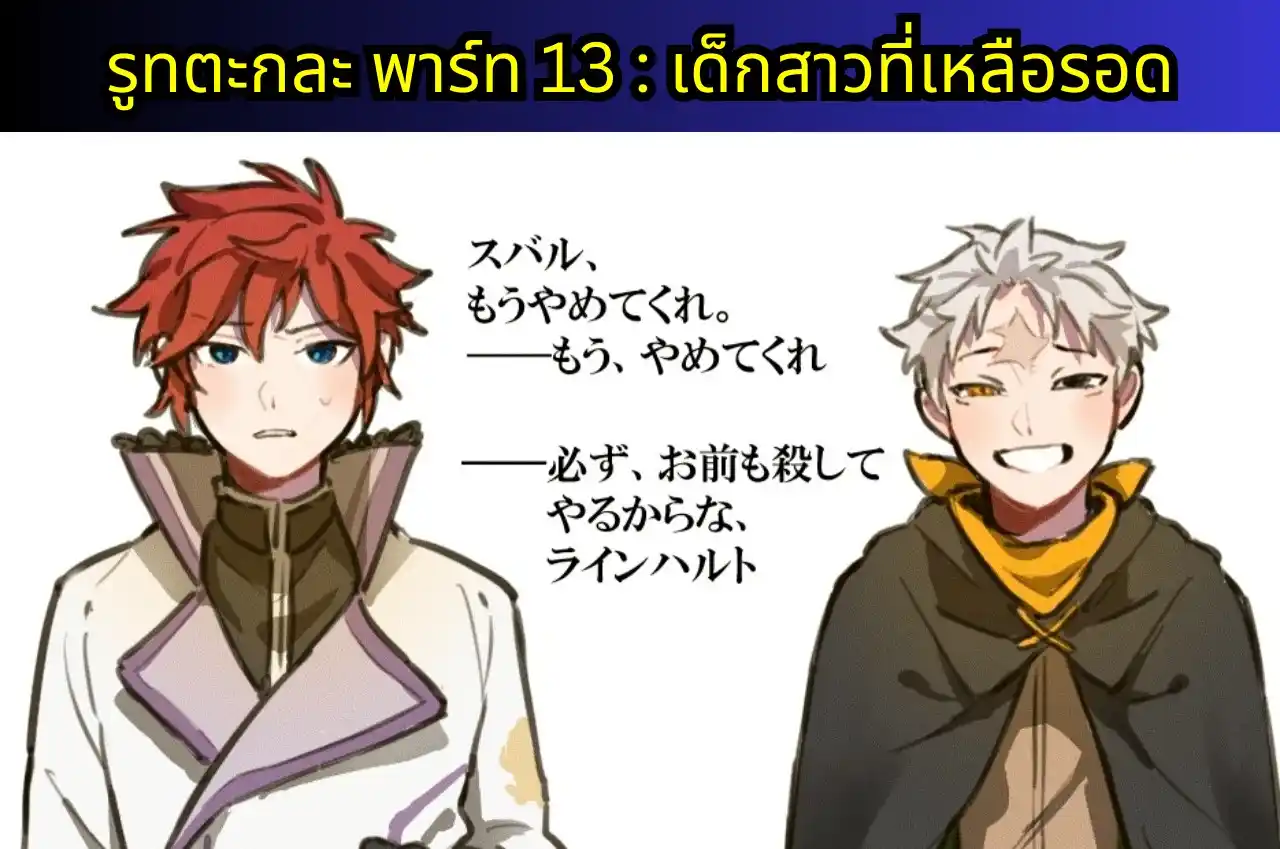 รูทตะกละ พาร์ท 13 : เด็กสาวที่เหลือรอด
スバル、
もうやめてくれ。
――もう、やめてくれ
――必ず、お前も殺して
やるからな、
ラインハルト